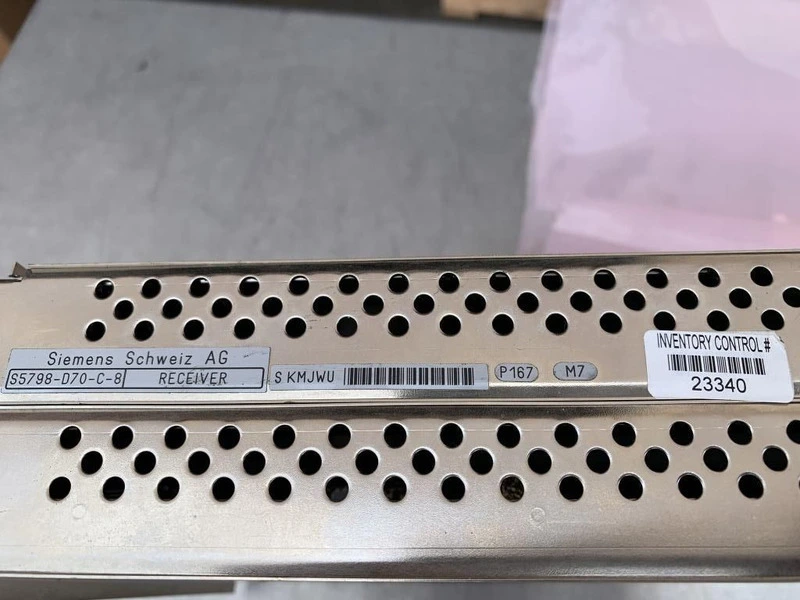 Siemens Schweiz AG
S5798-D70-C-8 RECEIVER
S KMJWU
P167
M7
INVENTORY CONTROL #
23340